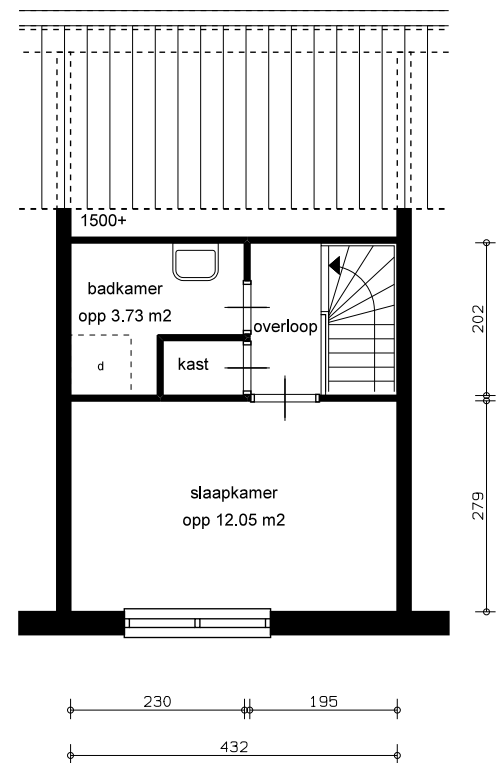 1500+
badkamer
opp 3.73 m2
overloop
202
d
kast
slaapkamer
opp 12.05 m2
279
230
195
432